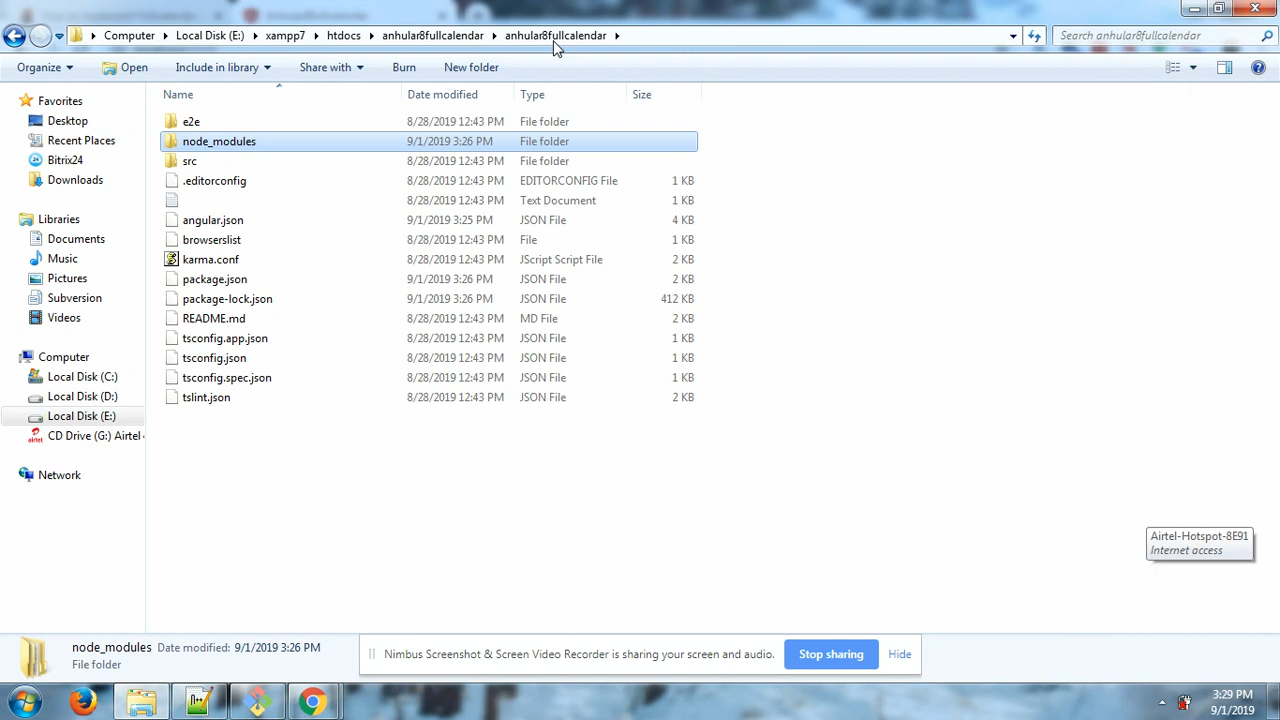 Computer Local Disk (E:) xampp7 htdocs anhular8fullcalendar anhular8fullcalendar
Search anhular8fullcalendar
Organize Open Include in library Share with Burn New folder
Name Date modified Type Size
Favorites
Desktop
Recent Places
Bitrix24
Downloads
Libraries
Documents
Music
Pictures
Subversion
Videos
Computer
Local Disk (C:)
Local Disk (D:)
Local Disk (E:)
CD Drive (G:) Airtel
Network
e2e 8/28/2019 12:43 PM File folder
node_modules 9/1/2019 3:26 PM File folder
src 8/28/2019 12:43 PM File folder
.editorconfig 8/28/2019 12:43 PM EDITORCONFIG File 1 KB
8/28/2019 12:43 PM Text Document 1 KB
angular.json 9/1/2019 3:25 PM JSON File 4 KB
browserslist 8/28/2019 12:43 PM File 1 KB
karma.conf 8/28/2019 12:43 PM JScript Script File 2 KB
package.json 9/1/2019 3:26 PM JSON File 2 KB
package-lock.json 9/1/2019 3:26 PM JSON File 412 KB
README.md 8/28/2019 12:43 PM MD File 2 KB
tsconfig.app.json 8/28/2019 12:43 PM JSON File 1 KB
tsconfig.json 8/28/2019 12:43 PM JSON File 1 KB
tsconfig.spec.json 8/28/2019 12:43 PM JSON File 1 KB
tslint.json 8/28/2019 12:43 PM JSON File 2 KB
Airtel-Hotspot-8E91
Internet access
node_modules Date modified: 9/1/2019 3:26 PM
File folder
Nimbus Screenshot & Screen Video Recorder is sharing your screen and audio. Stop sharing Hide
3:29 PM
9/1/2019